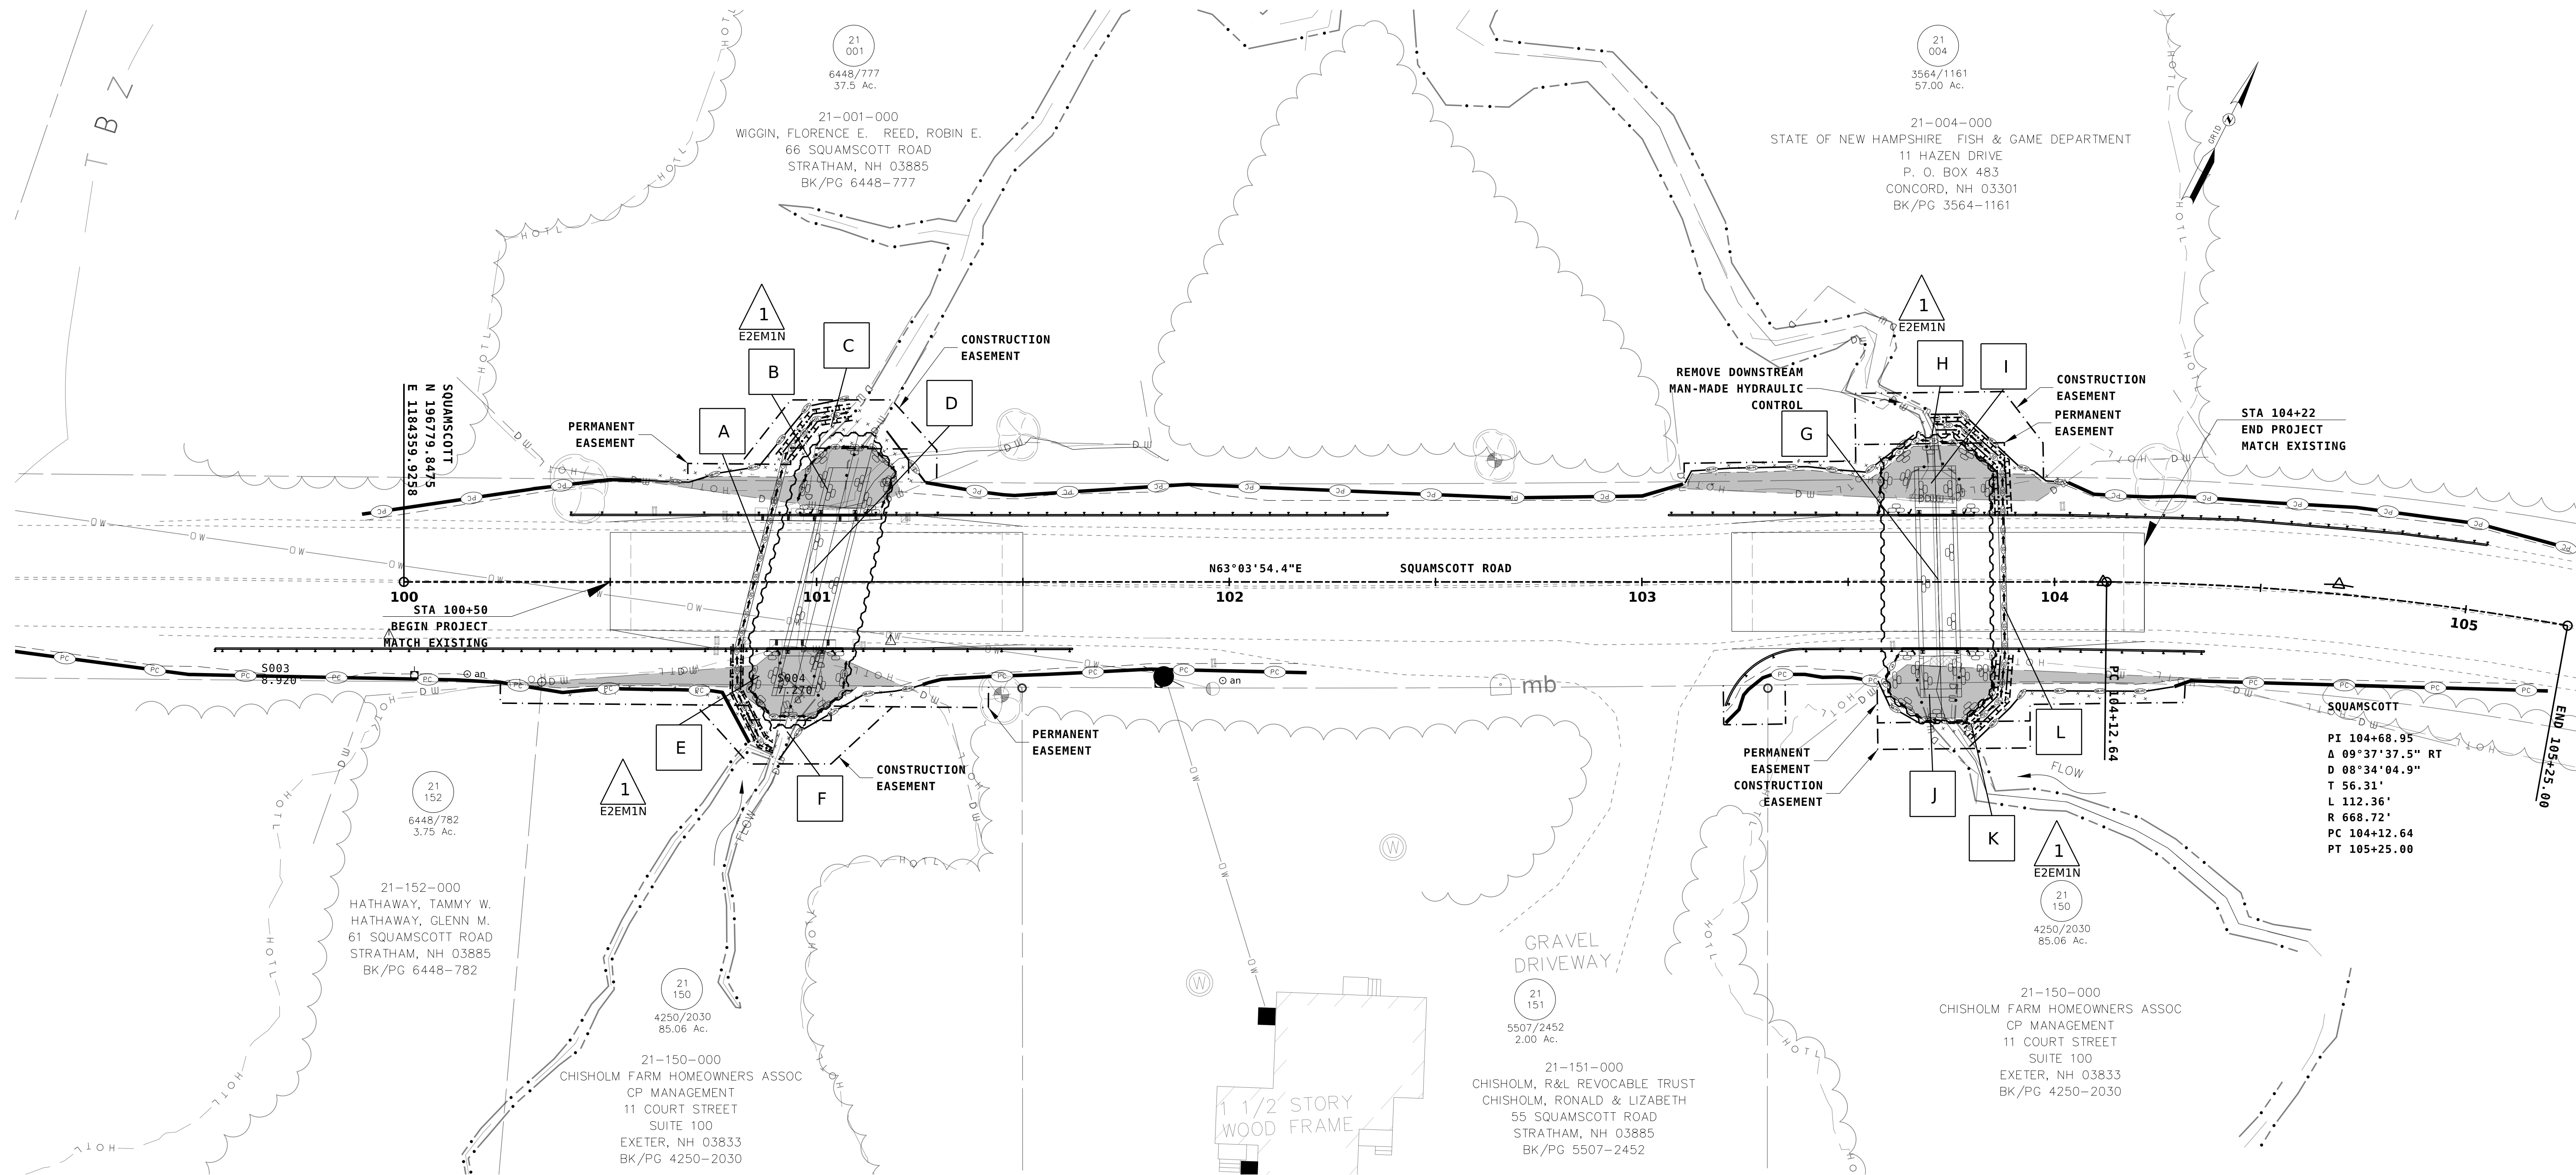 TBZ
21
001
6448/777
37.5 Ac.
21-001-000
WIGGIN, FLORENCE E. REED, ROBIN E.
66 SQUAMSCOTT ROAD
STRATHAM, NH 03885
BK/PG 6448-777
21
004
3564/1161
57.00 Ac.
21-004-000
STATE OF NEW HAMPSHIRE FISH & GAME DEPARTMENT
11 HAZEN DRIVE
P. O. BOX 483
CONCORD, NH 03301
BK/PG 3564-1161
GRID
N
1
E2EM1N
A
B
C
D
CONSTRUCTION
EASEMENT
PERMANENT
EASEMENT
SQUAMSCOTT
N 196779.8475
E 1184359.9258
1
E2EM1N
G
H
I
REMOVE DOWNSTREAM
MAN-MADE HYDRAULIC
CONTROL
CONSTRUCTION
EASEMENT
PERMANENT
EASEMENT
STA 104+22
END PROJECT
MATCH EXISTING
N63°03'54.4"E
SQUAMSCOTT ROAD
100
101
102
103
104
105
STA 100+50
BEGIN PROJECT
MATCH EXISTING
S003
8.920
an
S004
7.270
an
mb
E
F
1
E2EM1N
CONSTRUCTION
EASEMENT
PERMANENT
EASEMENT
FLOW
PERMANENT
EASEMENT
CONSTRUCTION
EASEMENT
J
K
L
FLOW
PC 104+12.64
1
E2EM1N
END 105+25.00
SQUAMSCOTT
PI 104+68.95
Δ 09°37'37.5" RT
D 08°34'04.9"
T 56.31'
L 112.36'
R 668.72'
PC 104+12.64
PT 105+25.00
21
152
6448/782
3.75 Ac.
21-152-000
HATHAWAY, TAMMY W.
HATHAWAY, GLENN M.
61 SQUAMSCOTT ROAD
STRATHAM, NH 03885
BK/PG 6448-782
21
150
4250/2030
85.06 Ac.
21-150-000
CHISHOLM FARM HOMEOWNERS ASSOC
CP MANAGEMENT
11 COURT STREET
SUITE 100
EXETER, NH 03833
BK/PG 4250-2030
W
W
1 1/2 STORY
WOOD FRAME
GRAVEL
DRIVEWAY
21
151
5507/2452
2.00 Ac.
21-151-000
CHISHOLM, R&L REVOCABLE TRUST
CHISHOLM, RONALD & LIZABETH
55 SQUAMSCOTT ROAD
STRATHAM, NH 03885
BK/PG 5507-2452
21
150
4250/2030
85.06 Ac.
21-150-000
CHISHOLM FARM HOMEOWNERS ASSOC
CP MANAGEMENT
11 COURT STREET
SUITE 100
EXETER, NH 03833
BK/PG 4250-2030